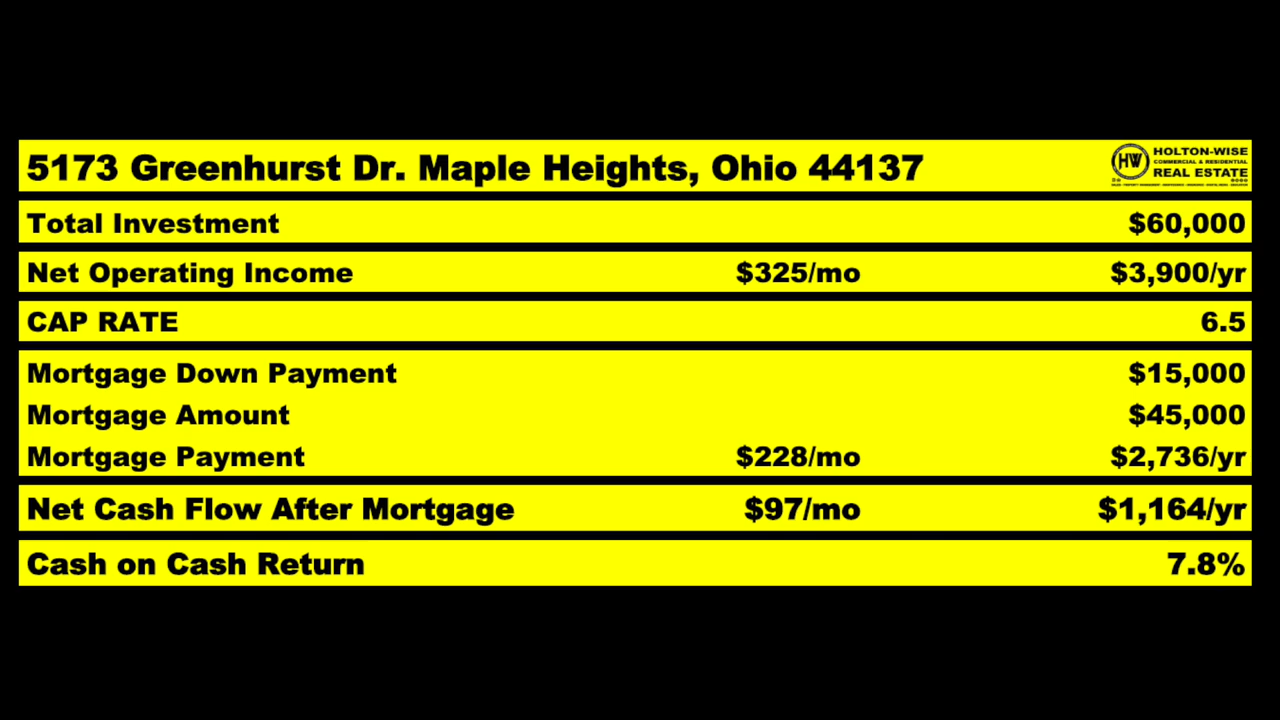 5173 Greenhurst Dr. Maple Heights, Ohio 44137
HW
HOLTON-WISE
COMMERCIAL & RESIDENTIAL
REAL ESTATE
Total Investment $60,000
Net Operating Income $325/mo $3,900/yr
CAP RATE 6.5
Mortgage Down Payment $15,000
Mortgage Amount $45,000
Mortgage Payment $228/mo $2,736/yr
Net Cash Flow After Mortgage $97/mo $1,164/yr
Cash on Cash Return 7.8%